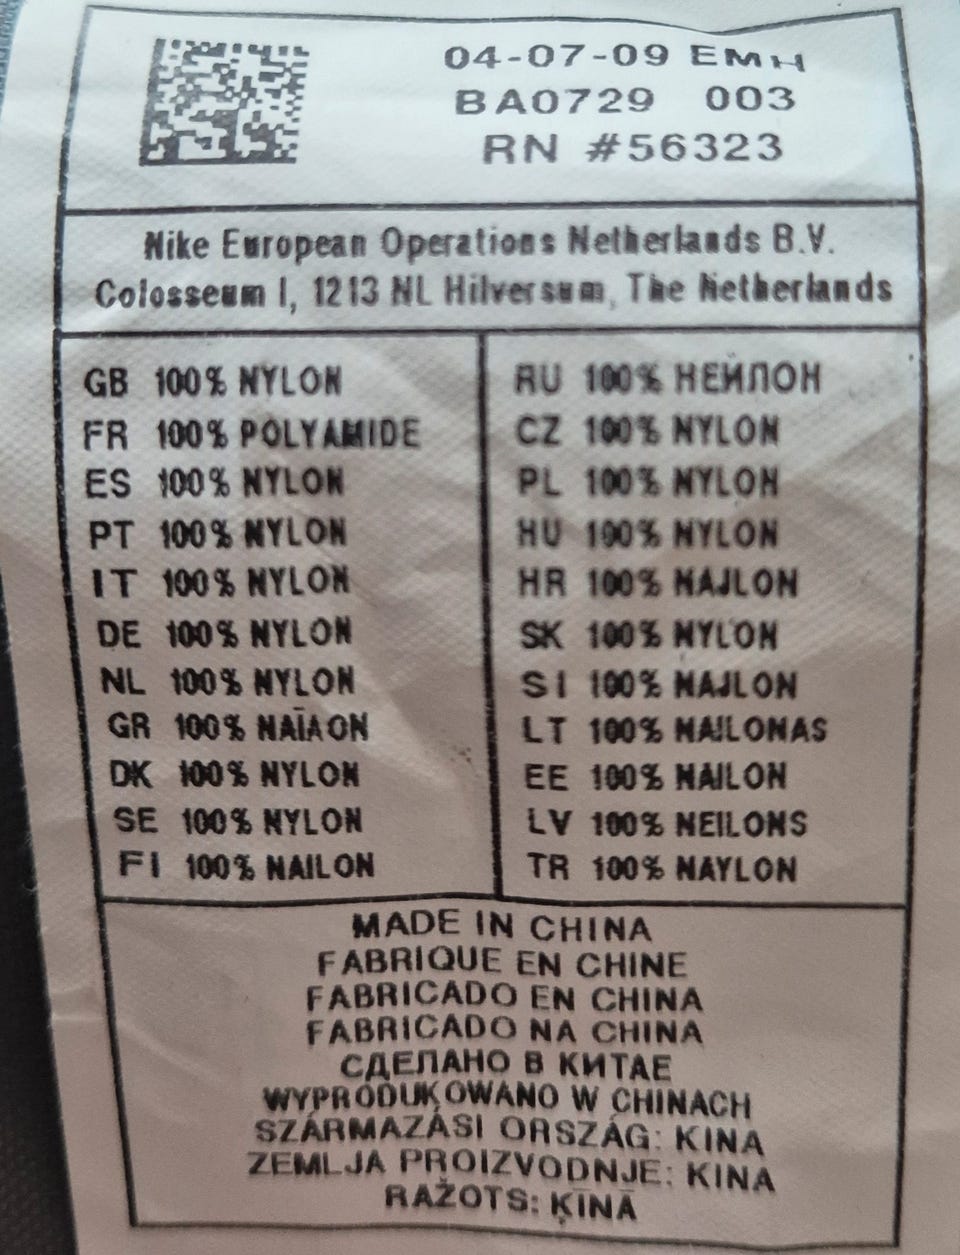 04-07-09 EMH
BA0729 003
RN #56323
Nike European Operations Netherlands B.V.
Colosseum I, 1213 NL Hilversum, The Netherlands
GB 100% NYLON
FR 100% POLYAMIDE
ES 100% NYLON
PT 100% NYLON
IT 100% NYLON
DE 100% NYLON
NL 100% NYLON
GR 100% ΝΑΪΛΟΝ
DK 100% NYLON
SE 100% NYLON
FI 100% NAILON
RU 100% НЕЙЛОН
CZ 100% NYLON
PL 100% NYLON
HU 100% NYLON
HR 100% NAJLON
SK 100% NYLON
SI 100% NAJLON
LT 100% NAILONAS
EE 100% NAILON
LV 100% NEILONS
TR 100% NAYLON
MADE IN CHINA
FABRIQUE EN CHINE
FABRICADO EN CHINA
FABRICADO NA CHINA
СДЕЛАНО В КИТАЕ
WYPRODUKOWANO W CHINACH
SZÁRMAZÁSI ORSZÁG: KINA
ZEMLJA PROIZVODNJE: KINA
RAŽOTS: ĶĪNĀ